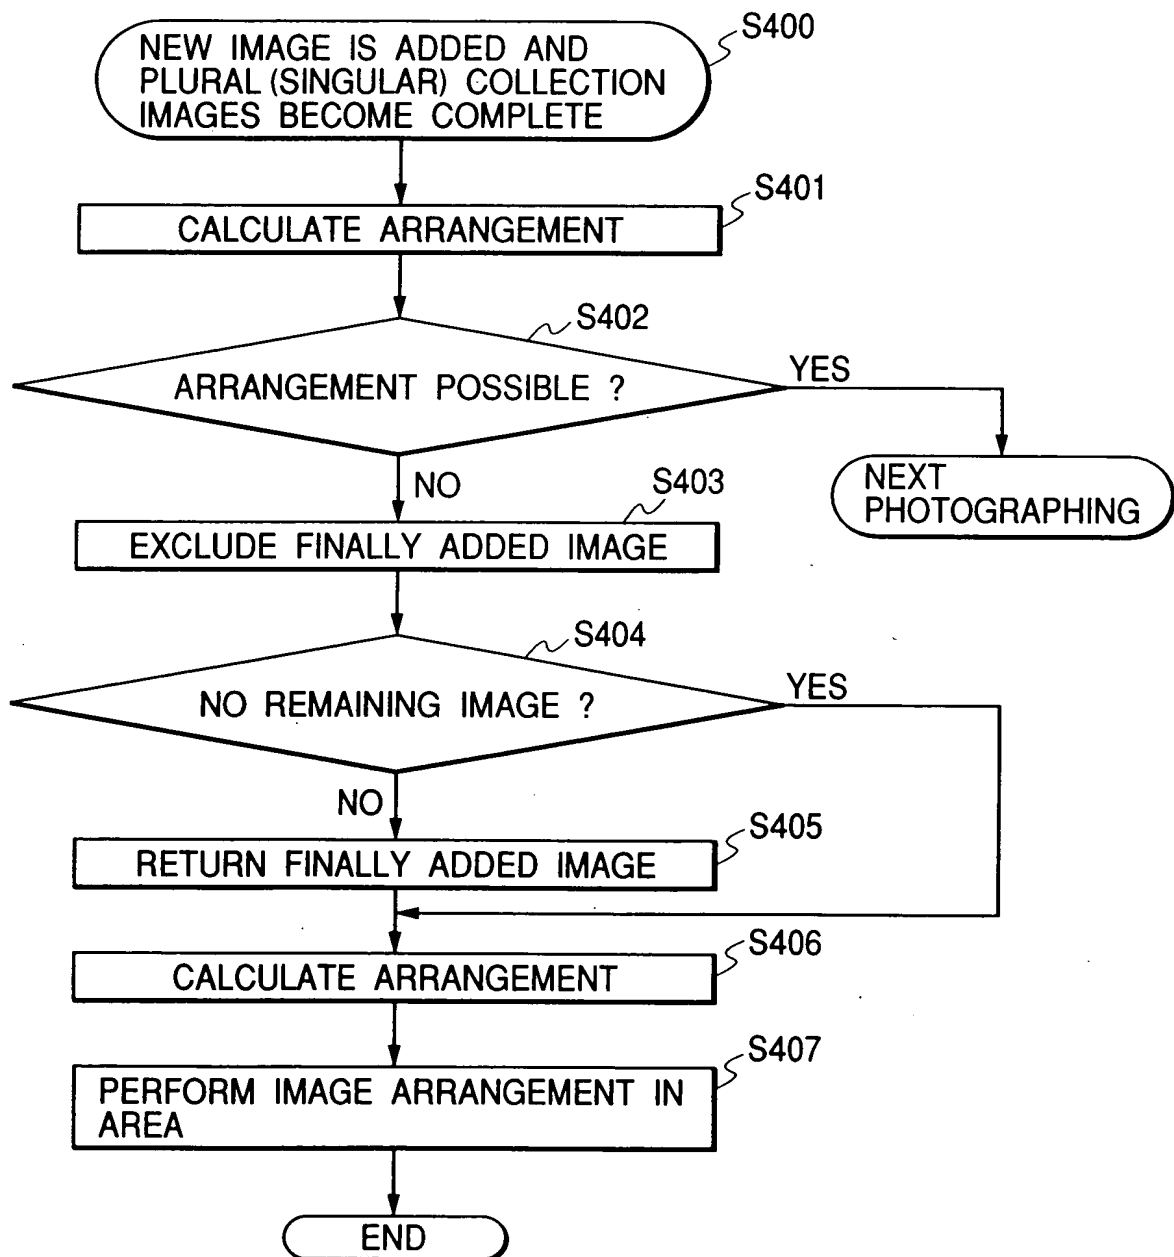 S400
NEW IMAGE IS ADDED AND
PLURAL (SINGULAR) COLLECTION
IMAGES BECOME COMPLETE
S401
CALCULATE ARRANGEMENT
S402
ARRANGEMENT POSSIBLE ?
YES
NO
NEXT
PHOTOGRAPHING
S403
EXCLUDE FINALLY ADDED IMAGE
S404
NO REMAINING IMAGE ?
YES
NO
S405
RETURN FINALLY ADDED IMAGE
S406
CALCULATE ARRANGEMENT
S407
PERFORM IMAGE ARRANGEMENT IN
AREA
END